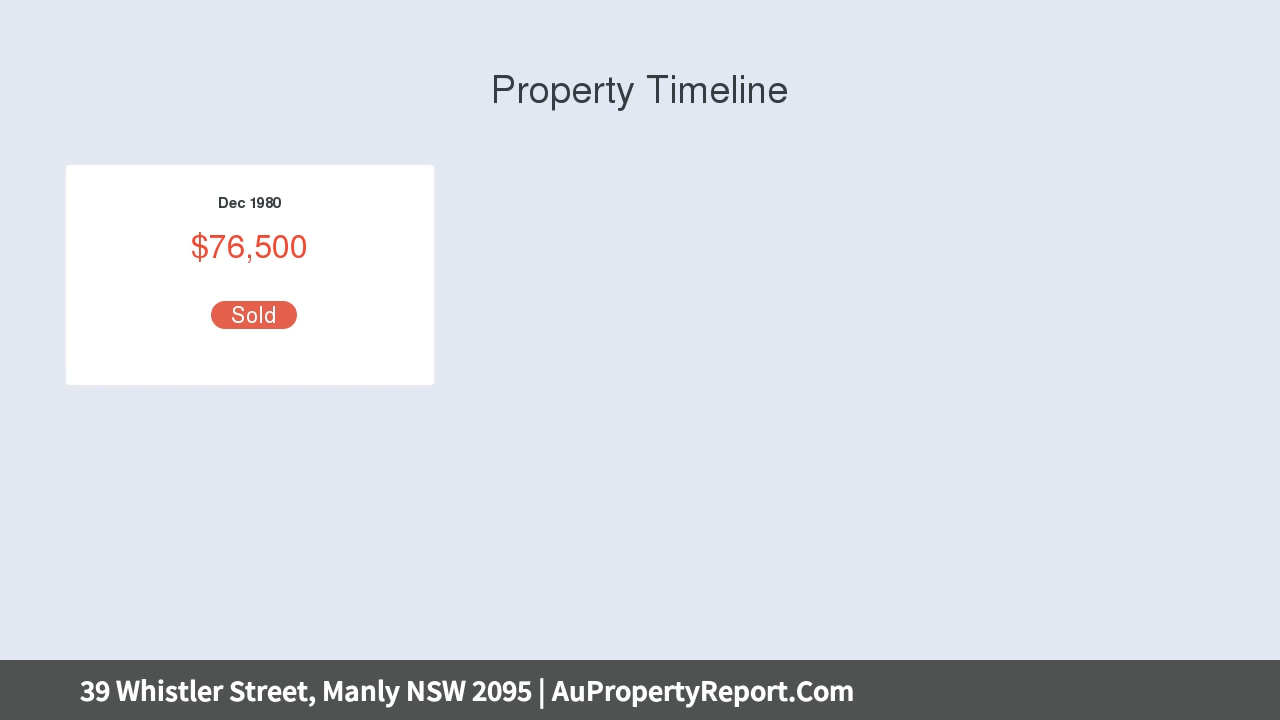 Property Timeline
Dec 1980
$76,500
Sold
39 Whistler Street, Manly NSW 2095 | AuPropertyReport.Com